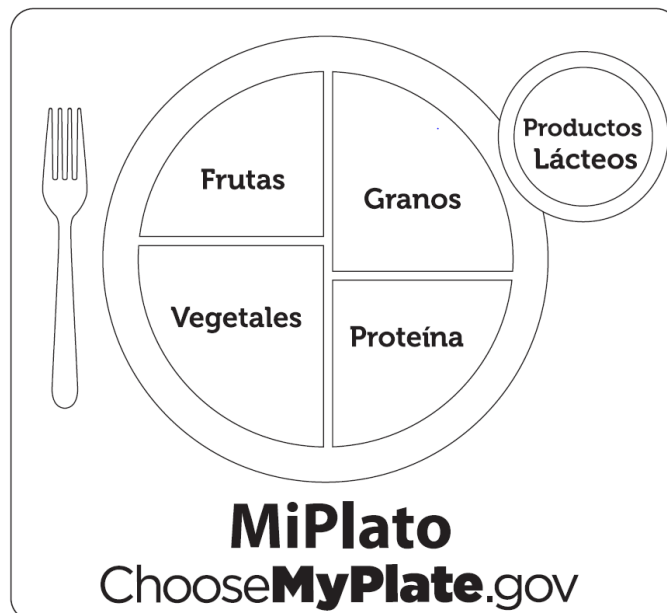 Frutas
Granos
Productos
Lácteos
Vegetales
Proteína
MiPlato
ChooseMyPlate.gov